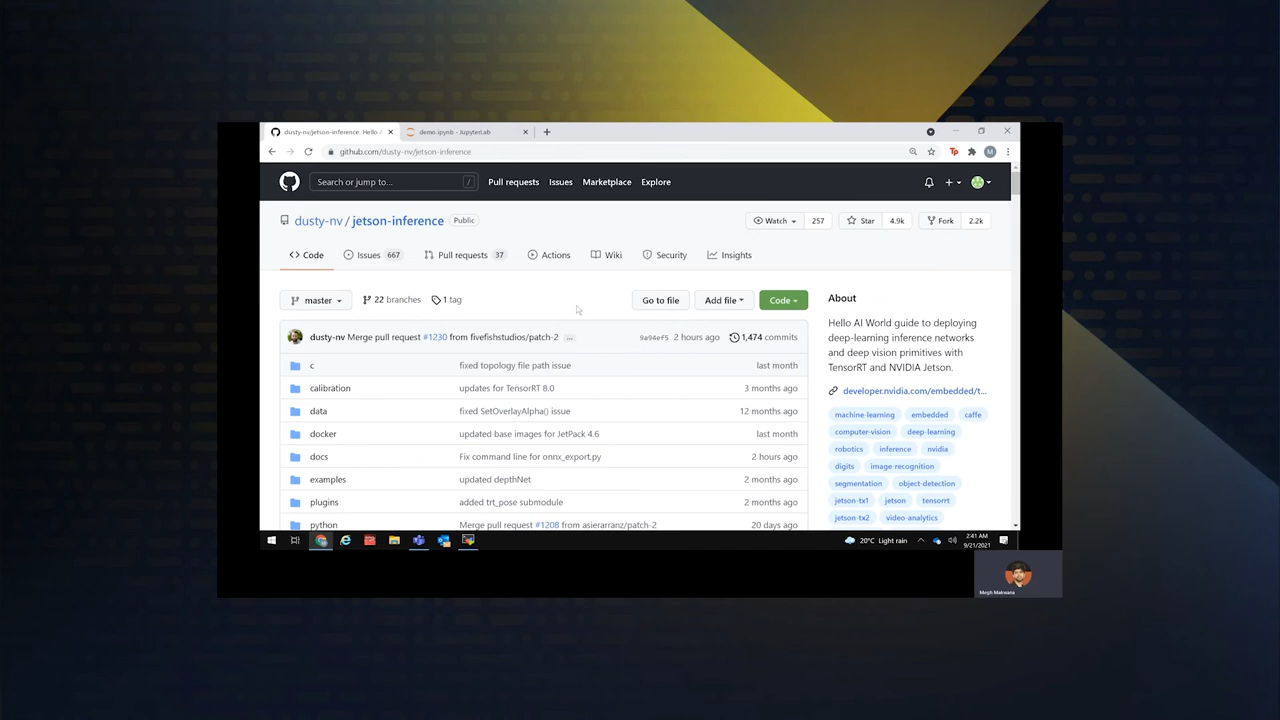 dusty-nv/jetson-inference: Hello A
demo.ipynb - JupyterLab
github.com/dusty-nv/jetson-inference
Tp
M
Search or jump to...
/
Pull requests
Issues
Marketplace
Explore
dusty-nv / jetson-inference
Public
Watch
257
Star
4.9k
Fork
2.2k
Code
Issues 667
Pull requests 37
Actions
Wiki
Security
Insights
master
22 branches
1 tag
Go to file
Add file
Code
About
Hello AI World guide to deploying
deep-learning inference networks
and deep vision primitives with
TensorRT and NVIDIA Jetson.
developer.nvidia.com/embedded/t...
machine-learning embedded caffe
computer-vision deep-learning
robotics inference nvidia
digits image-recognition
segmentation object-detection
jetson-tx1 jetson tensorrt
jetson-tx2 video-analytics
dusty-nv Merge pull request #1230 from fivefishstudios/patch-2 ...
9a94ef5 2 hours ago 1,474 commits
c fixed topology file path issue last month
calibration updates for TensorRT 8.0 3 months ago
data fixed SetOverlayAlpha() issue 12 months ago
docker updated base images for JetPack 4.6 last month
docs Fix command line for onnx_export.py 2 hours ago
examples updated depthNet 2 months ago
plugins added trt_pose submodule 2 months ago
python Merge pull request #1208 from asierarranz/patch-2 20 days ago
20°C Light rain
2:41 AM
9/21/2021